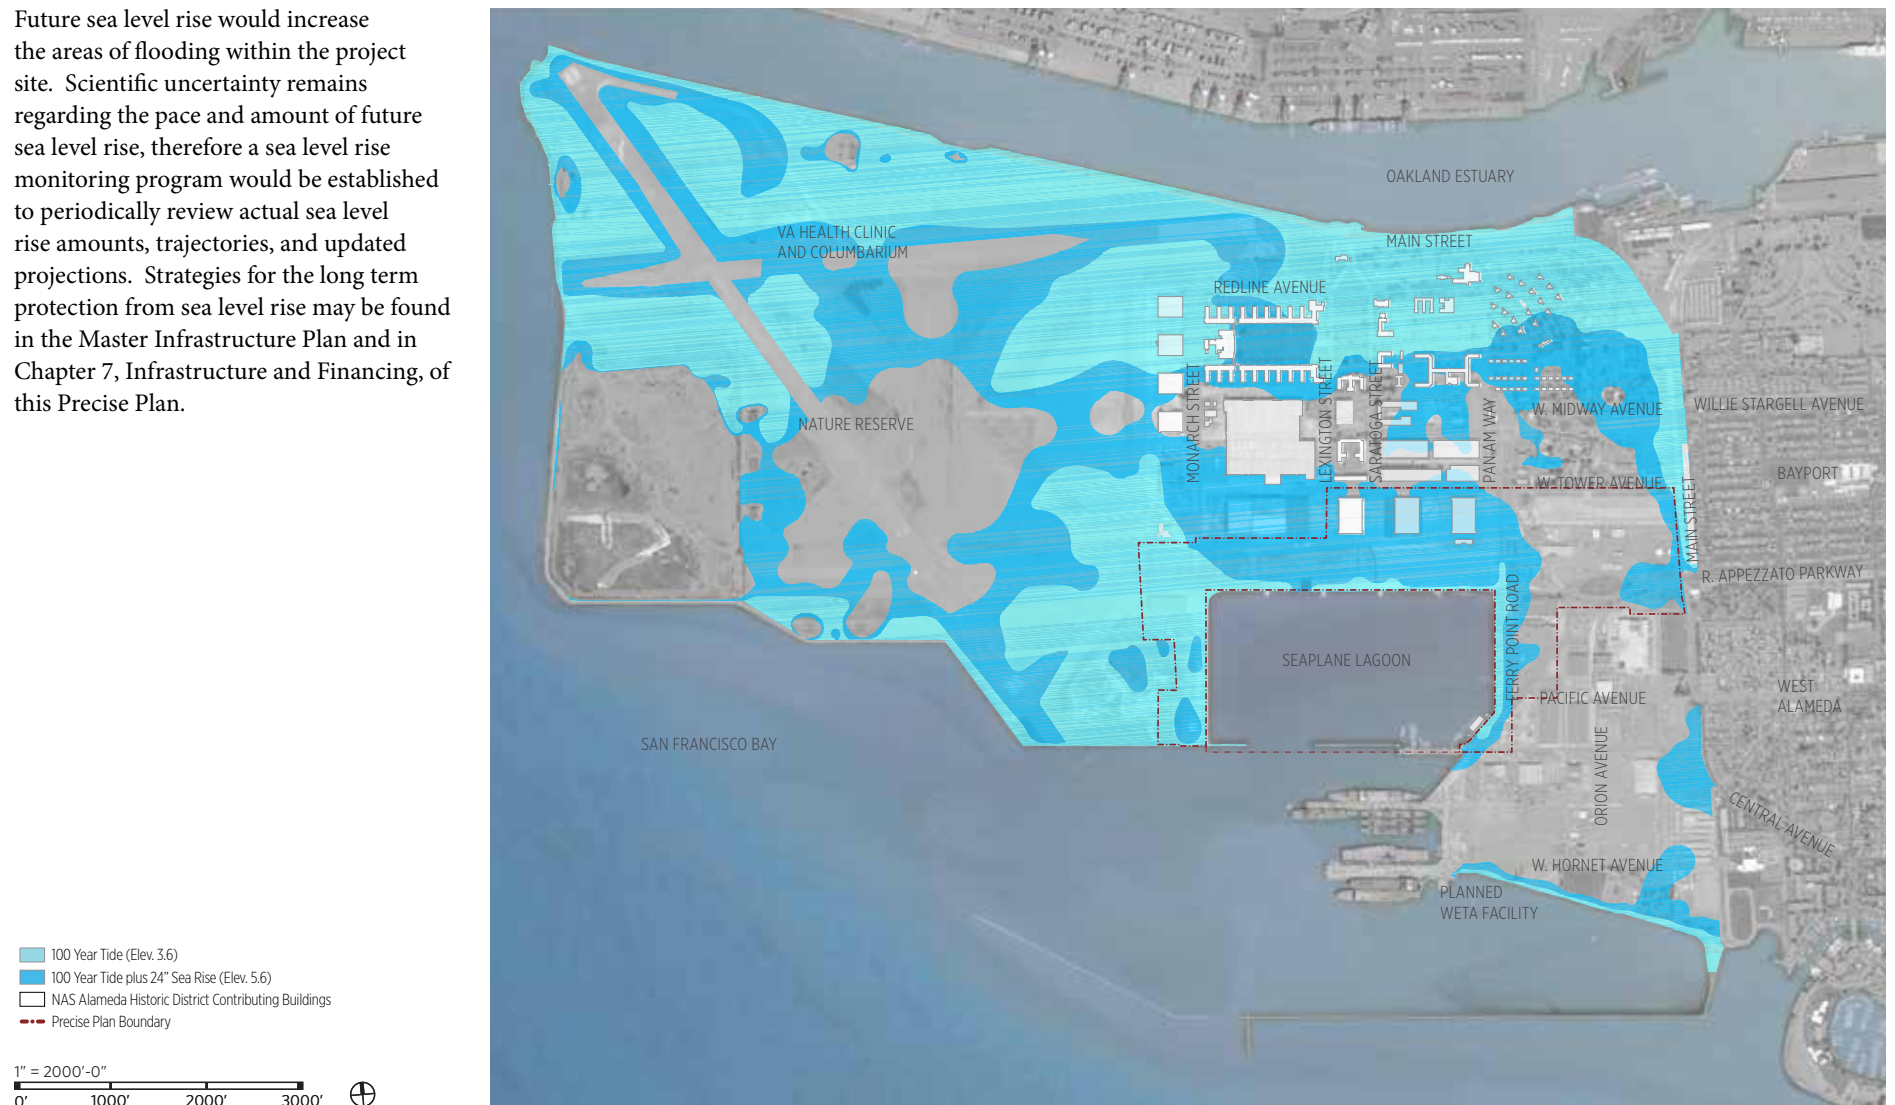 Future sea level rise would increase
the areas of flooding within the project
site.  Scientific uncertainty remains
regarding the pace and amount of future
sea level rise, therefore a sea level rise
monitoring program would be established
to periodically review actual sea level
rise amounts, trajectories, and updated
projections.  Strategies for the long term
protection from sea level rise may be found
in the Master Infrastructure Plan and in
Chapter 7, Infrastructure and Financing, of
this Precise Plan.
OAKLAND ESTUARY
VA HEALTH CLINIC
AND COLUMBARIUM
MAIN STREET
REDLINE AVENUE
NATURE RESERVE
MONARCH STREET
LEXINGTON STREET
SARATOGA STREET
PAN AM WAY
W. MIDWAY AVENUE
WILLIE STARGELL AVENUE
BAYPORT
W. TOWER AVENUE
MAIN STREET
R. APPEZZATO PARKWAY
FERRY POINT ROAD
SEAPLANE LAGOON
PACIFIC AVENUE
WEST
ALAMEDA
SAN FRANCISCO BAY
ORION AVENUE
CENTRAL AVENUE
W. HORNET AVENUE
PLANNED
WETA FACILITY
100 Year Tide (Elev. 3.6)
100 Year Tide plus 24” Sea Rise (Elev. 5.6)
NAS Alameda Historic District Contributing Buildings
Precise Plan Boundary
1” = 2000’-0”
0’ 1000’ 2000’ 3000’